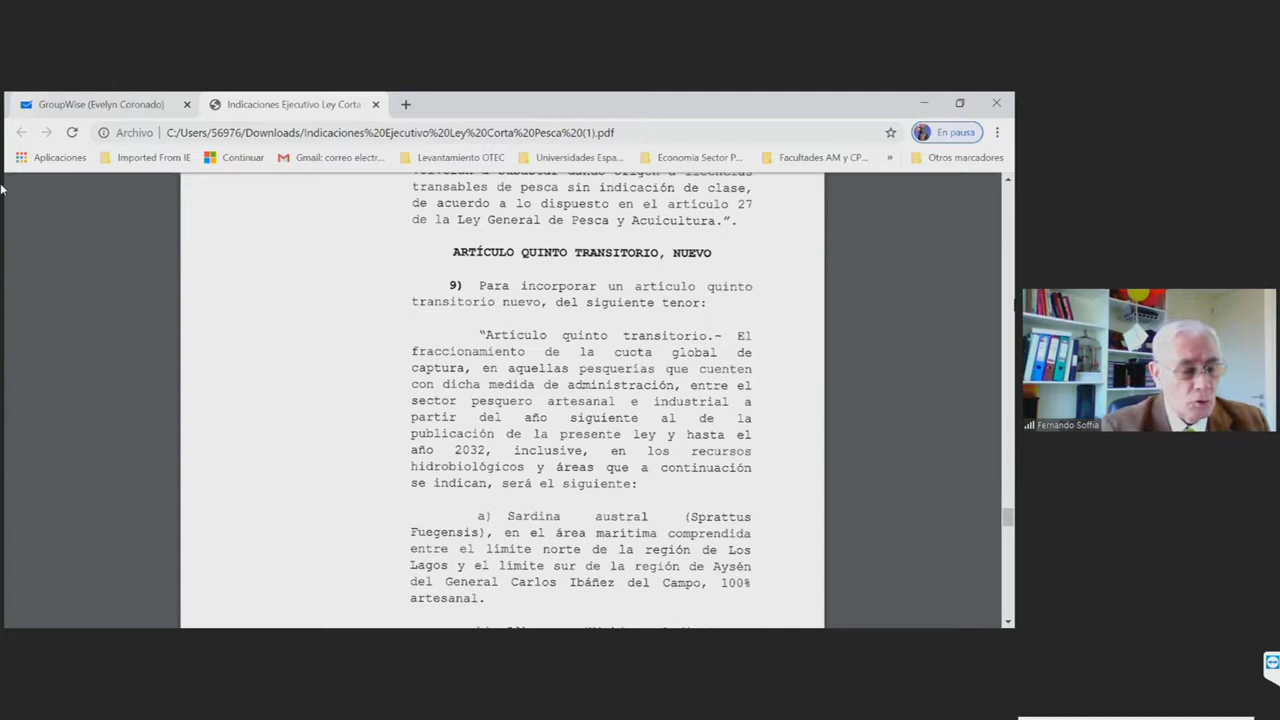 GroupWise (Evelyn Coronado)
Indicaciones Ejecutivo Ley Corta
Archivo
C:/Users/56976/Downloads/Indicaciones%20Ejecutivo%20Ley%20Corta%20Pesca%20(1).pdf
En pausa
Aplicaciones
Imported From IE
Continuar
Gmail: correo electr...
Levantamiento OTEC
Universidades Espa...
Economia Sector P...
Facultades AM y CP...
»
Otros marcadores
transables de pesca sin indicación de clase,
de acuerdo a lo dispuesto en el artículo 27
de la Ley General de Pesca y Acuicultura.”.
ARTÍCULO QUINTO TRANSITORIO, NUEVO
9) Para incorporar un artículo quinto
transitorio nuevo, del siguiente tenor:
“Artículo quinto transitorio.- El
fraccionamiento de la cuota global de
captura, en aquellas pesquerías que cuenten
con dicha medida de administración, entre el
sector pesquero artesanal e industrial a
partir del año siguiente al de la
publicación de la presente ley y hasta el
año 2032, inclusive, en los recursos
hidrobiológicos y áreas que a continuación
se indican, será el siguiente:
a) Sardina austral (Sprattus
Fuegensis), en el área marítima comprendida
entre el límite norte de la región de Los
Lagos y el límite sur de la región de Aysén
del General Carlos Ibáñez del Campo, 100%
artesanal.
Fernando Soffia